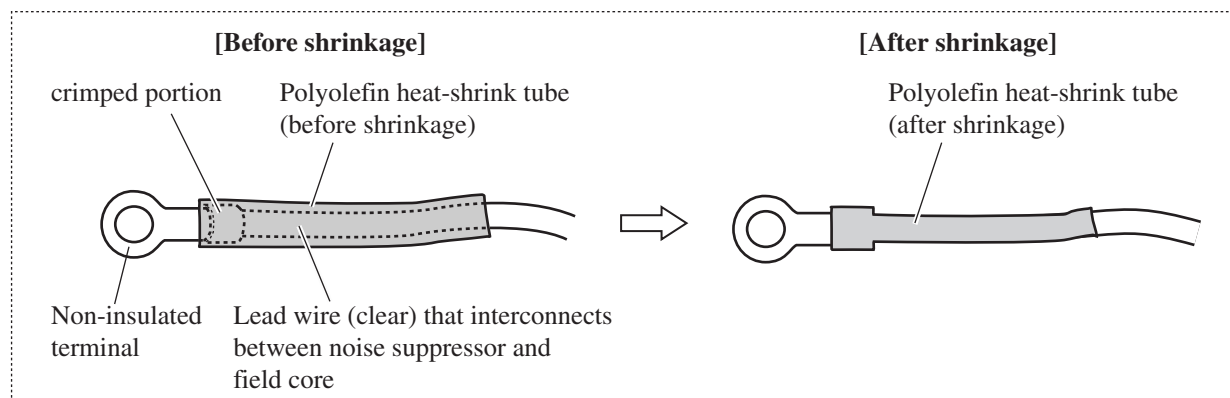 [Before shrinkage]
[After shrinkage]
crimped portion
Polyolefin heat-shrink tube
(before shrinkage)
Polyolefin heat-shrink tube
(after shrinkage)
Non-insulated
terminal
Lead wire (clear) that interconnects
between noise suppressor and
field core